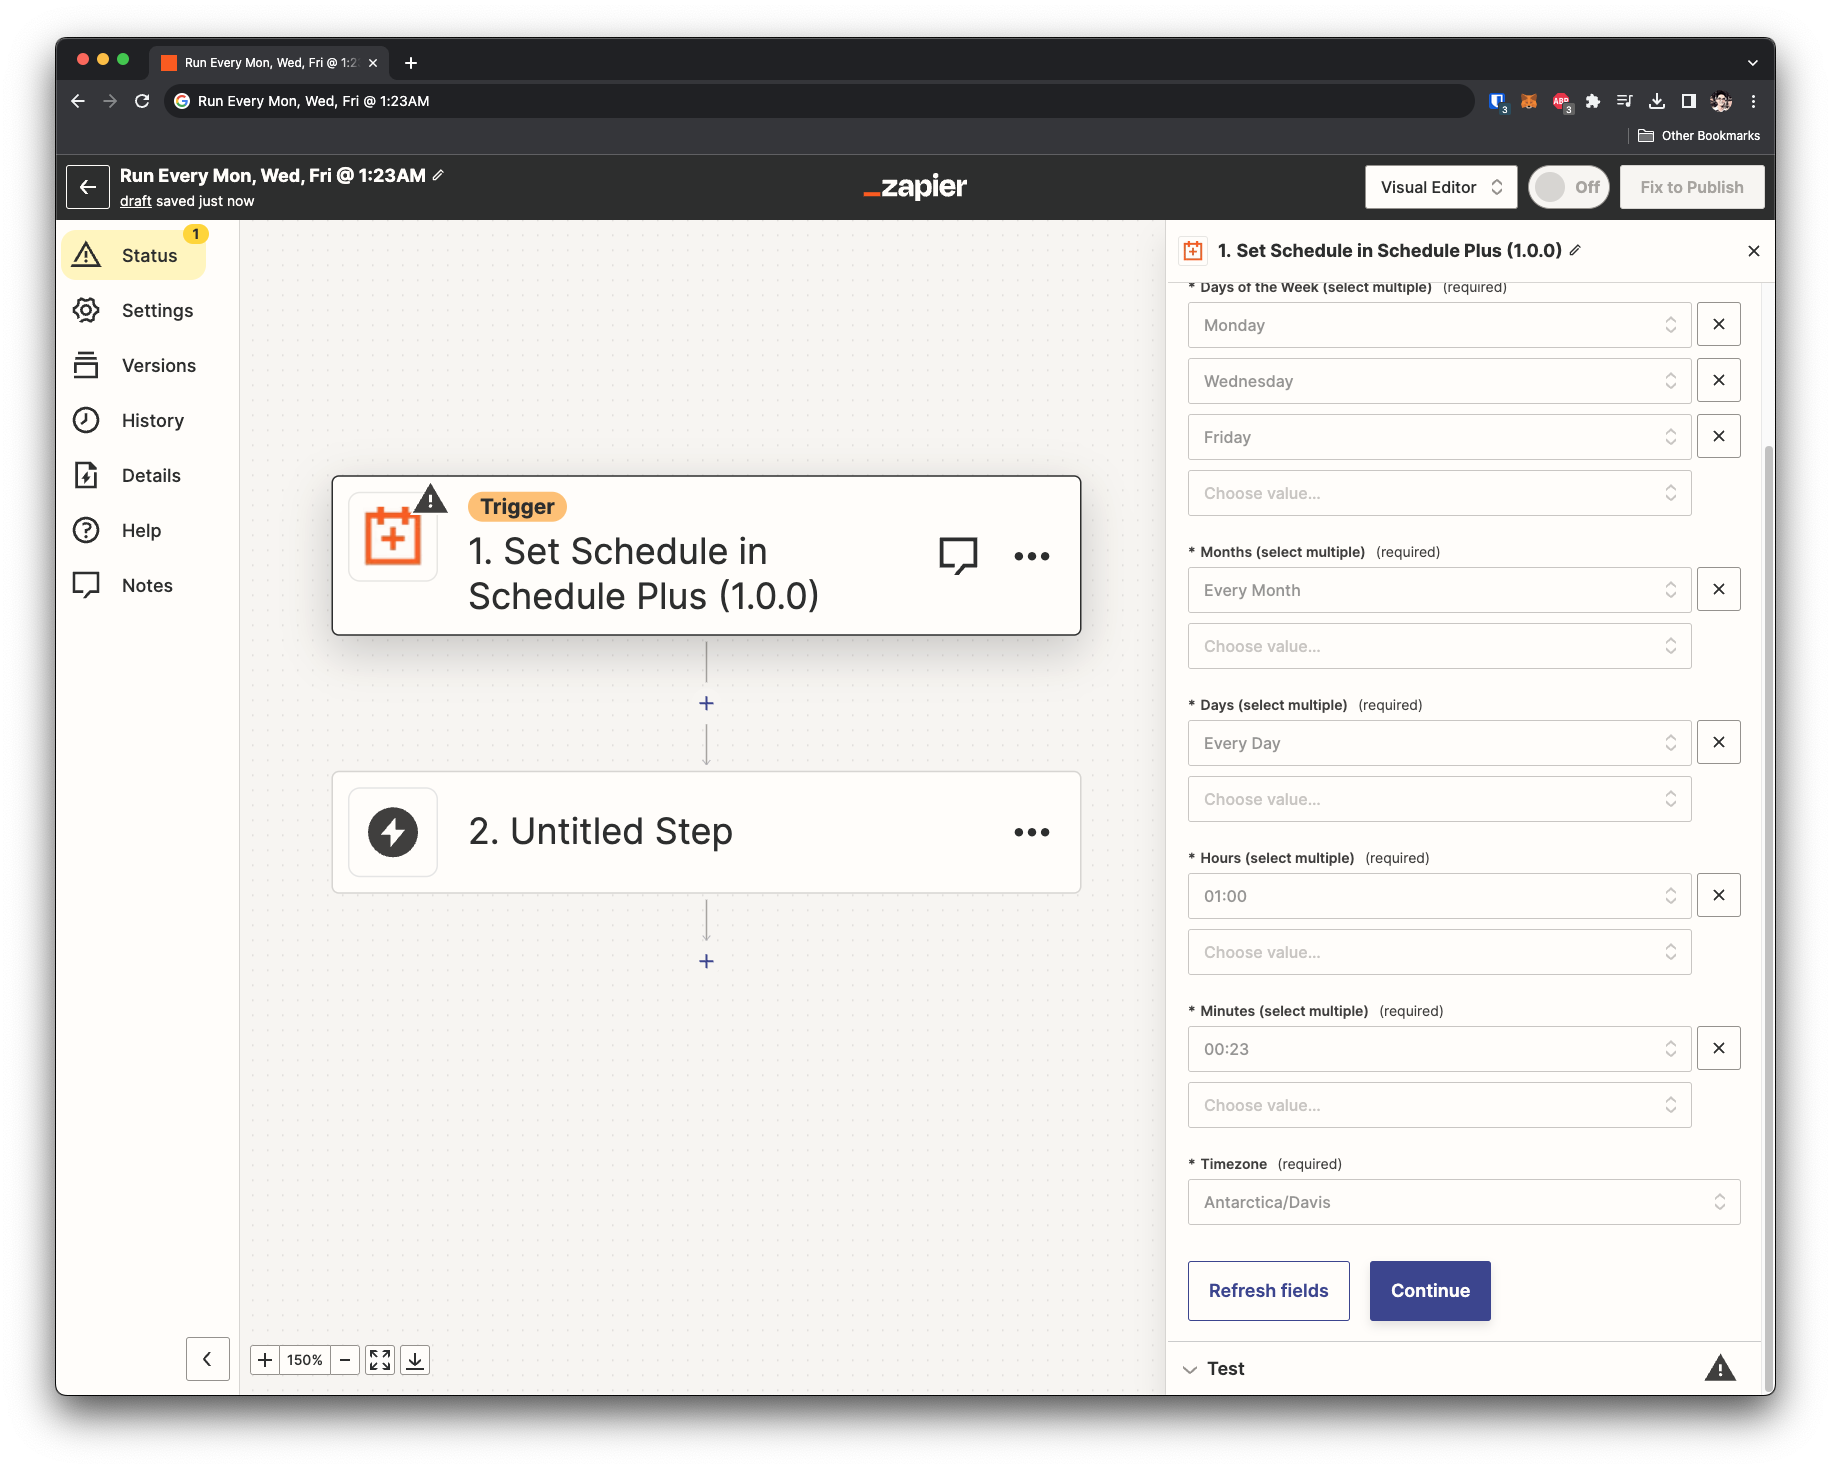 Run Every Mon, Wed, Fri @ 1:2
Run Every Mon, Wed, Fri @ 1:23AM
3
ABP
3
Other Bookmarks
Run Every Mon, Wed, Fri @ 1:23AM
draft saved just now
_zapier
Visual Editor
Off
Fix to Publish
Status
1
Settings
Versions
History
Details
Help
Notes
Trigger
1. Set Schedule in
Schedule Plus (1.0.0)
2. Untitled Step
150%
1. Set Schedule in Schedule Plus (1.0.0)
* Days of the Week (select multiple) (required)
Monday
Wednesday
Friday
Choose value...
* Months (select multiple) (required)
Every Month
Choose value...
* Days (select multiple) (required)
Every Day
Choose value...
* Hours (select multiple) (required)
01:00
Choose value...
* Minutes (select multiple) (required)
00:23
Choose value...
* Timezone (required)
Antarctica/Davis
Refresh fields
Continue
Test